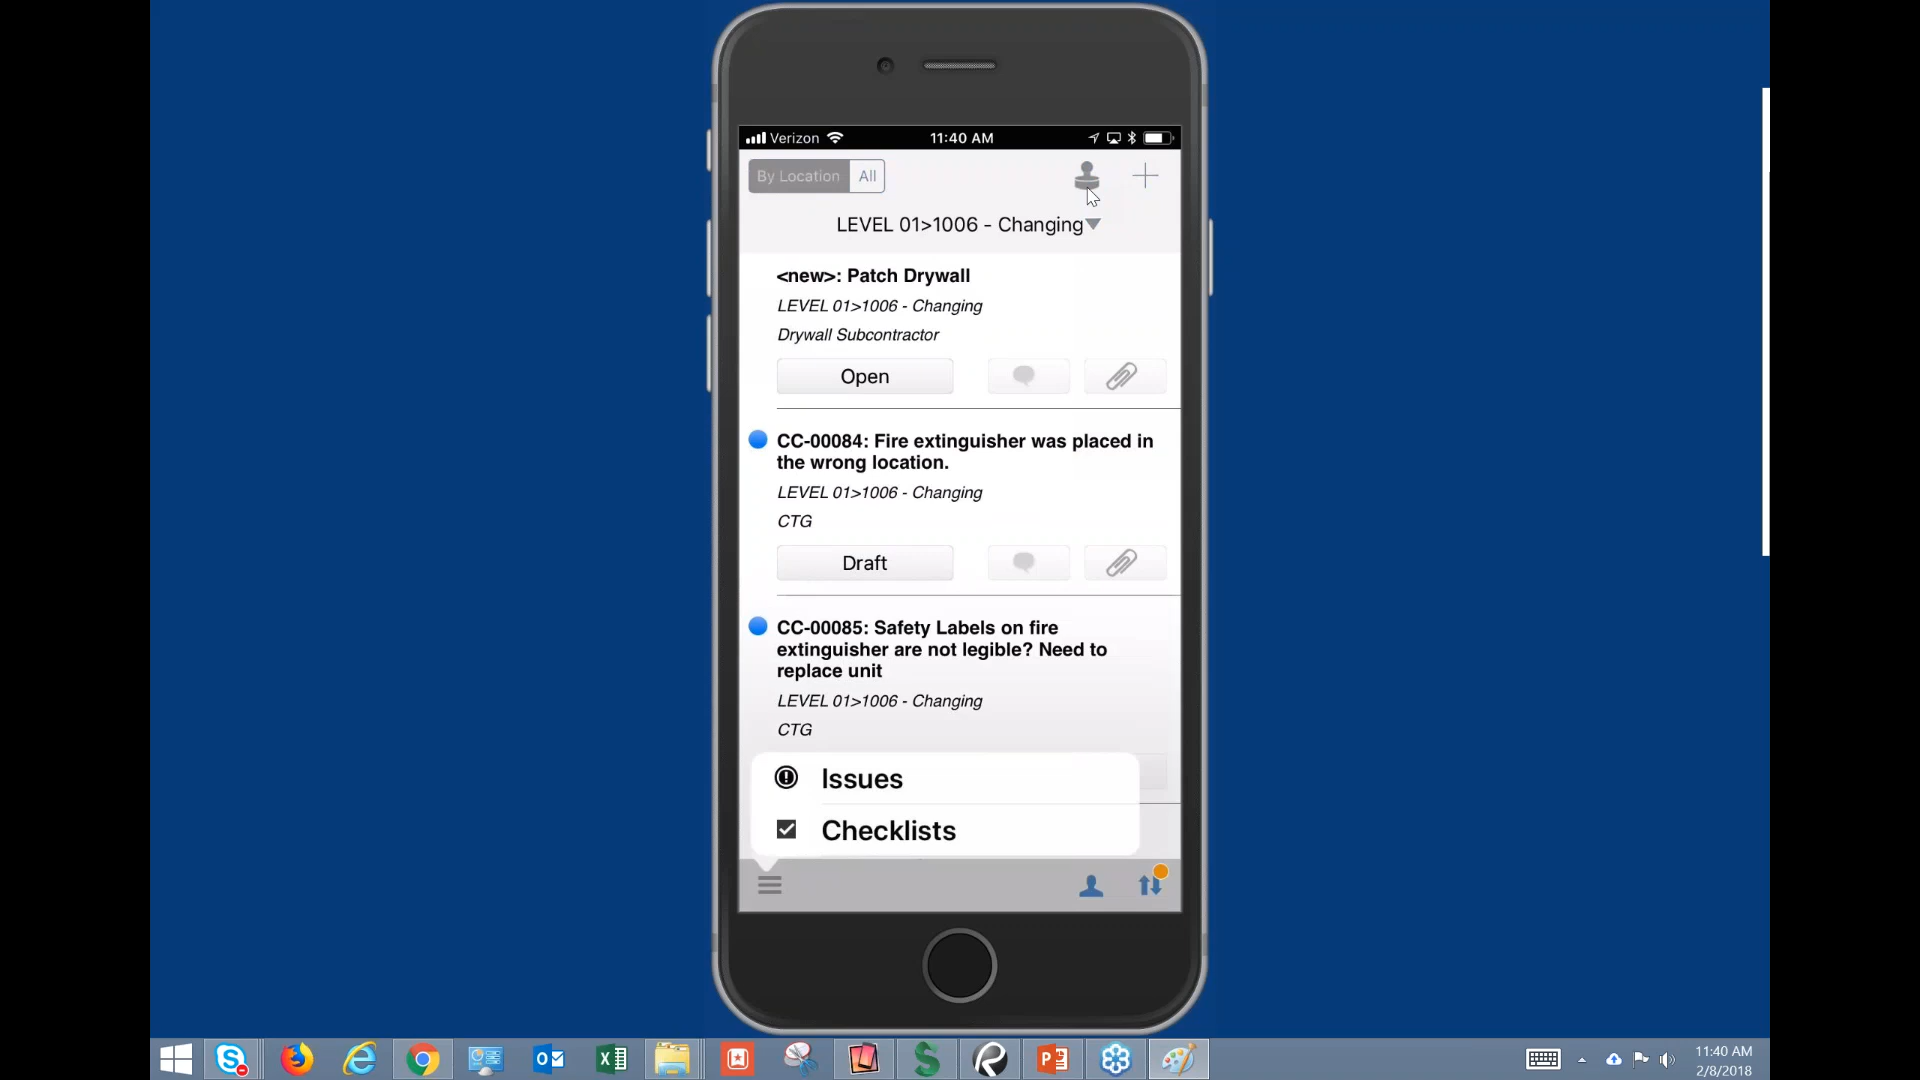 Verizon 11:40 AM
By Location All
LEVEL 01>1006 - Changing
<new>: Patch Drywall
LEVEL 01>1006 - Changing
Drywall Subcontractor
Open
CC-00084: Fire extinguisher was placed in
the wrong location.
LEVEL 01>1006 - Changing
CTG
Draft
CC-00085: Safety Labels on fire
extinguisher are not legible? Need to
replace unit
LEVEL 01>1006 - Changing
CTG
Issues
Checklists
11:40 AM
2/8/2018